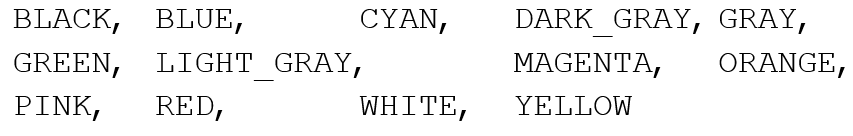 BLACK, BLUE, CYAN, DARK_GRAY, GRAY,
GREEN, LIGHT_GRAY, MAGENTA, ORANGE,
PINK, RED, WHITE, YELLOW